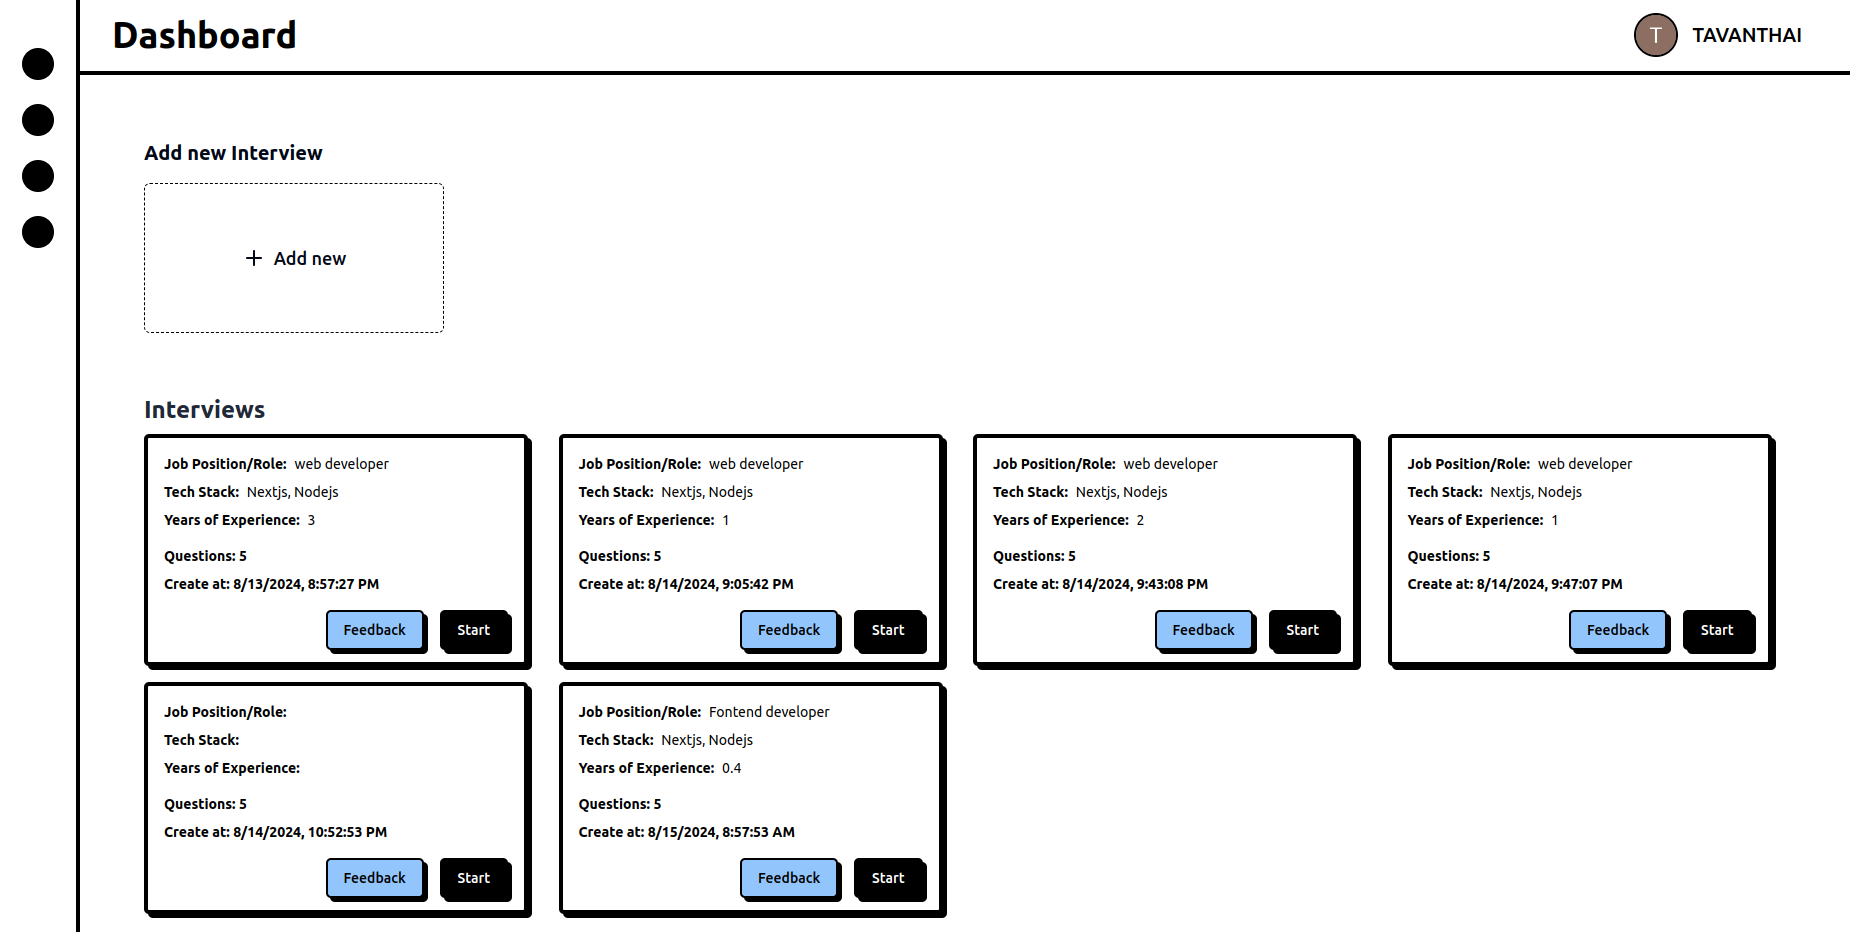 Dashboard
T TAVANTHAI
Add new Interview
+ Add new
Interviews
Job Position/Role: web developer
Tech Stack: Nextjs, Nodejs
Years of Experience: 3
Questions: 5
Create at: 8/13/2024, 8:57:27 PM
Feedback Start
Job Position/Role: web developer
Tech Stack: Nextjs, Nodejs
Years of Experience: 1
Questions: 5
Create at: 8/14/2024, 9:05:42 PM
Feedback Start
Job Position/Role: web developer
Tech Stack: Nextjs, Nodejs
Years of Experience: 2
Questions: 5
Create at: 8/14/2024, 9:43:08 PM
Feedback Start
Job Position/Role: web developer
Tech Stack: Nextjs, Nodejs
Years of Experience: 1
Questions: 5
Create at: 8/14/2024, 9:47:07 PM
Feedback Start
Job Position/Role:
Tech Stack:
Years of Experience:
Questions: 5
Create at: 8/14/2024, 10:52:53 PM
Feedback Start
Job Position/Role: Fontend developer
Tech Stack: Nextjs, Nodejs
Years of Experience: 0.4
Questions: 5
Create at: 8/15/2024, 8:57:53 AM
Feedback Start